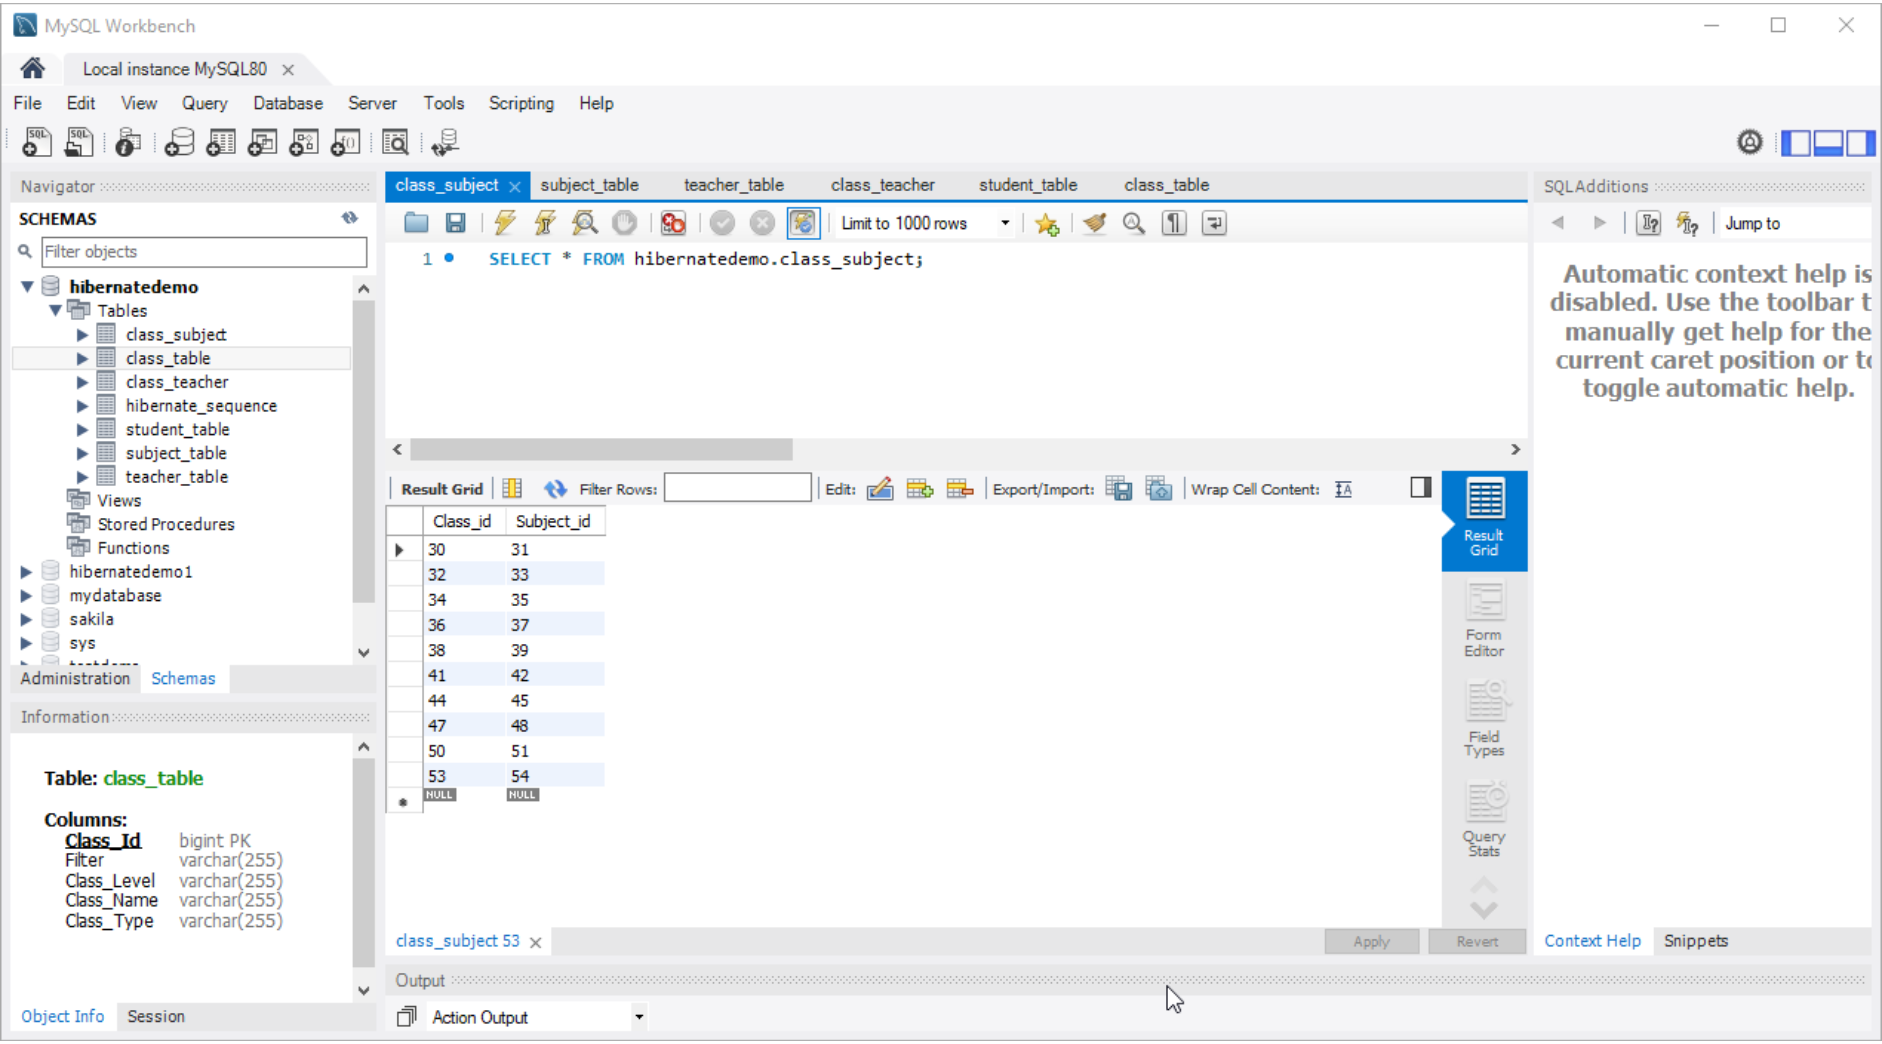 MySQL Workbench
Local instance MySQL80
File Edit View Query Database Server Tools Scripting Help
Navigator
SCHEMAS
Filter objects
hibernatedemo
Tables
class_subject
class_table
class_teacher
hibernate_sequence
student_table
subject_table
teacher_table
Views
Stored Procedures
Functions
hibernatedemo1
mydatabase
sakila
sys
Administration Schemas
Information
Table: class_table
Columns:
Class_Id bigint PK
Filter varchar(255)
Class_Level varchar(255)
Class_Name varchar(255)
Class_Type varchar(255)
Object Info Session
class_subject subject_table teacher_table class_teacher student_table class_table
Limit to 1000 rows
1 SELECT * FROM hibernatedemo.class_subject;
Result Grid Filter Rows: Edit: Export/Import: Wrap Cell Content:
Class_id Subject_id
30 31
32 33
34 35
36 37
38 39
41 42
44 45
47 48
50 51
53 54
NULL NULL
Result
Grid
Form
Editor
Field
Types
Query
Stats
class_subject 53
Apply Revert
Output
Action Output
SQLAdditions
Jump to
Automatic context help is
disabled. Use the toolbar t
manually get help for the
current caret position or to
toggle automatic help.
Context Help Snippets